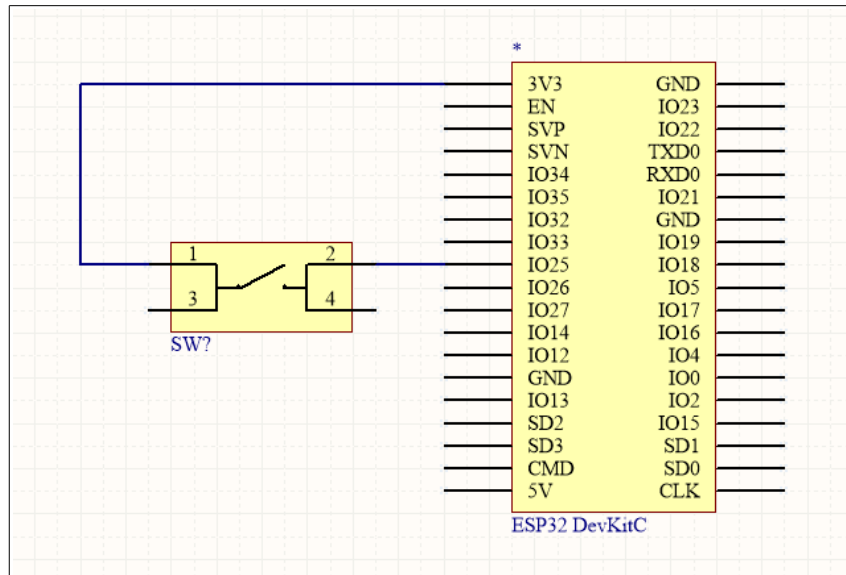 *
3V3 GND
EN IO23
SVP IO22
SVN TXD0
IO34 RXD0
IO35 IO21
IO32 GND
IO33 IO19
1 2 IO25 IO18
IO26 IO5
3 4 IO27 IO17
IO14 IO16
SW? IO12 IO4
GND IO0
IO13 IO2
SD2 IO15
SD3 SD1
CMD SD0
5V CLK
ESP32 DevKitC